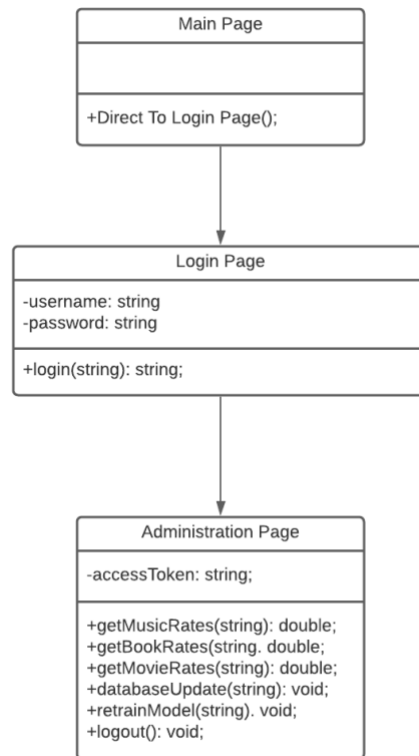 Main Page
+Direct To Login Page();
Login Page
-username: string
-password: string
+login(string): string;
Administration Page
-accessToken: string;
+getMusicRates(string): double;
+getBookRates(string. double;
+getMovieRates(string): double;
+databaseUpdate(string): void;
+retrainModel(string). void;
+logout(): void;